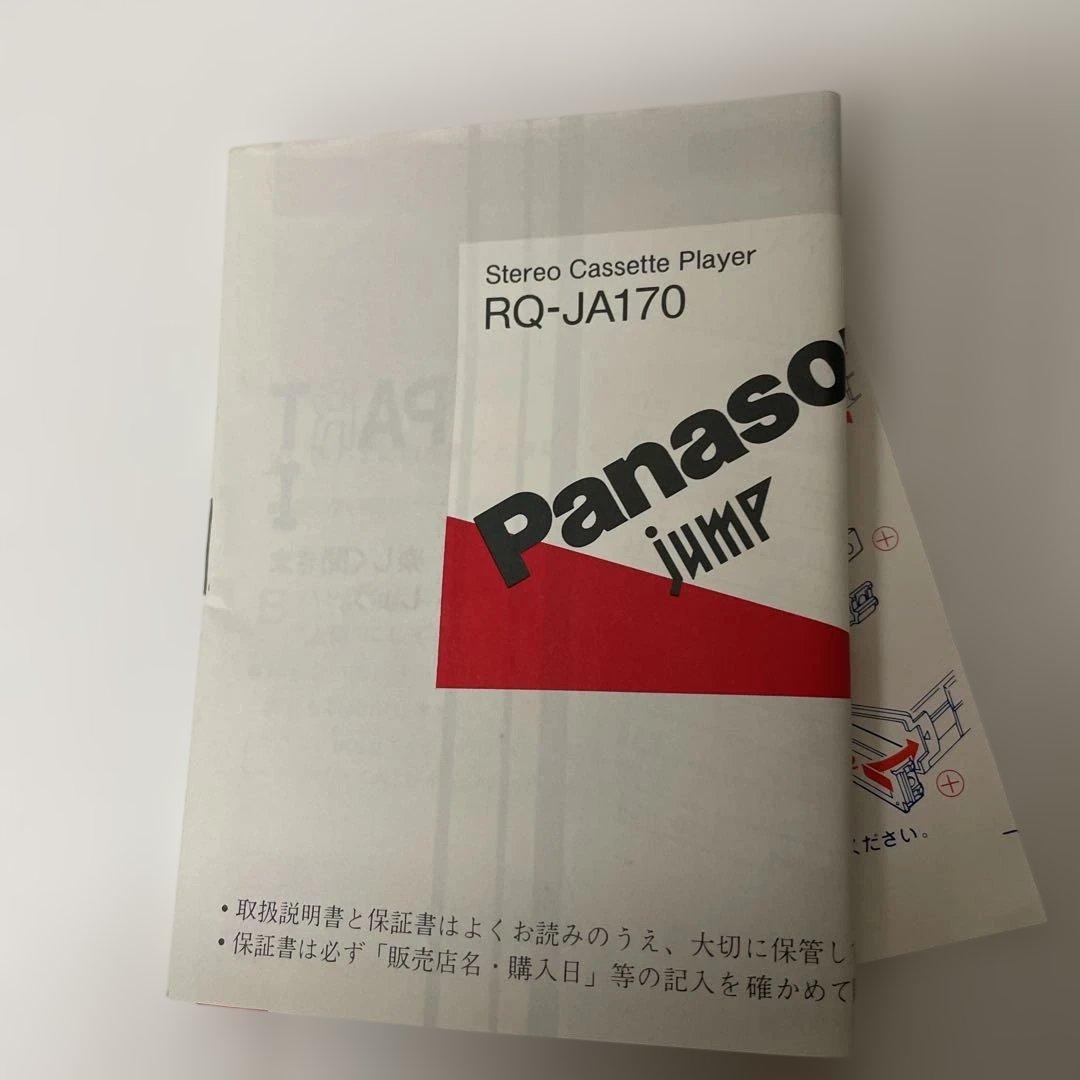 Stereo Cassette Player
RQ-JA170
Panaso
jump
ください。
・取扱説明書と保証書はよくお読みのうえ、大切に保管し
・保証書は必ず「販売店名・購入日」等の記入を確かめて